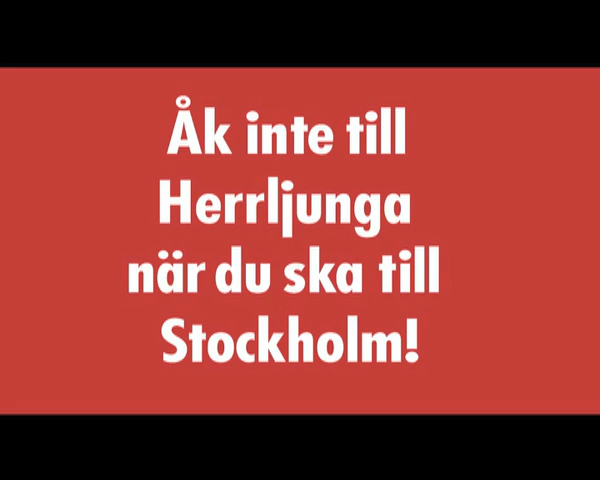 Åk inte till
Herrljunga
när du ska till
Stockholm!